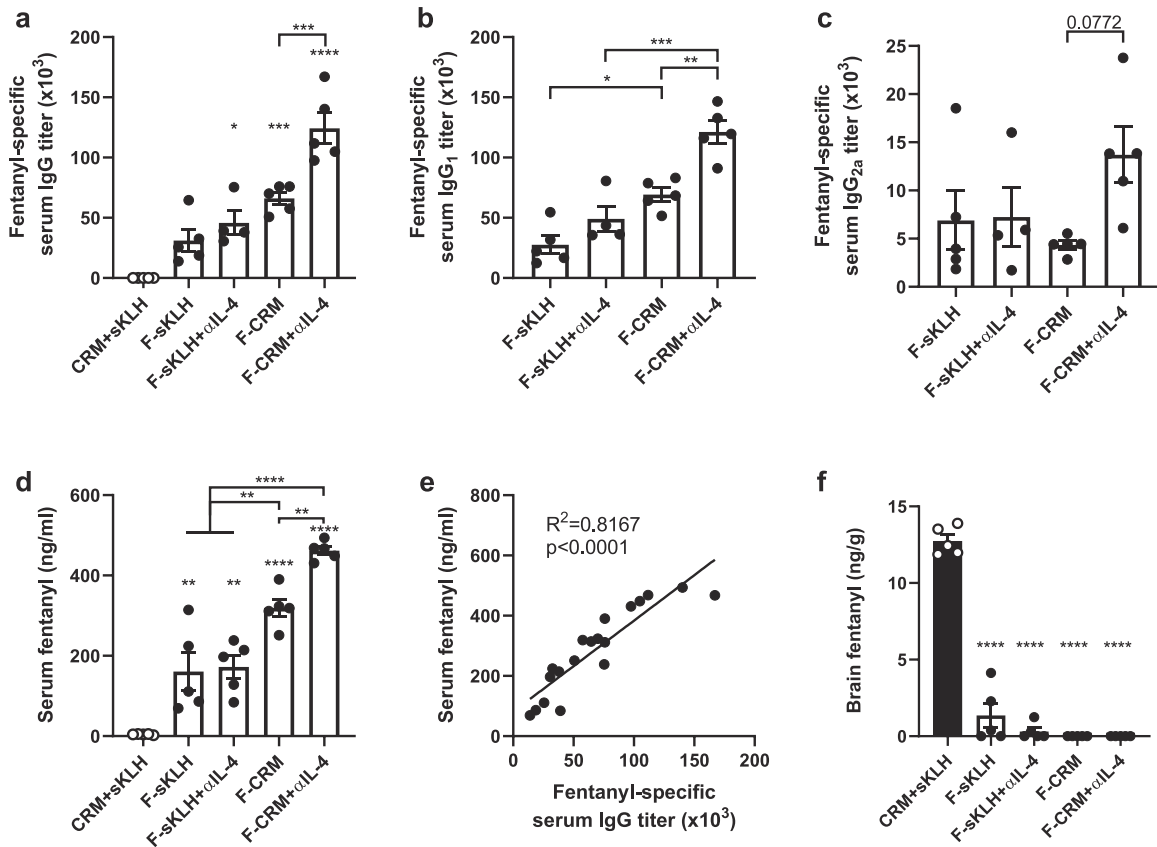 a
Fentanyl-specific
serum IgG titer (x10³)
200
150
100
50
0
***
****
*
***
CRM+sKLH
F-sKLH
F-sKLH+αIL-4
F-CRM
F-CRM+αIL-4
b
Fentanyl-specific
serum IgG₁ titer (x10³)
200
150
100
50
0
***
**
*
F-sKLH
F-sKLH+αIL-4
F-CRM
F-CRM+αIL-4
c
Fentanyl-specific
serum IgG₂ₐ titer (x10³)
25
20
15
10
5
0
0.0772
F-sKLH
F-sKLH+αIL-4
F-CRM
F-CRM+αIL-4
d
Serum fentanyl (ng/ml)
600
400
200
0
****
**
**
****
****
**
**
CRM+sKLH
F-sKLH
F-sKLH+αIL-4
F-CRM
F-CRM+αIL-4
e
Serum fentanyl (ng/ml)
800
600
400
200
0
R²=0.8167
p<0.0001
0 50 100 150 200
Fentanyl-specific
serum IgG titer (x10³)
f
Brain fentanyl (ng/g)
15
10
5
0
**** **** **** ****
CRM+sKLH
F-sKLH
F-sKLH+αIL-4
F-CRM
F-CRM+αIL-4